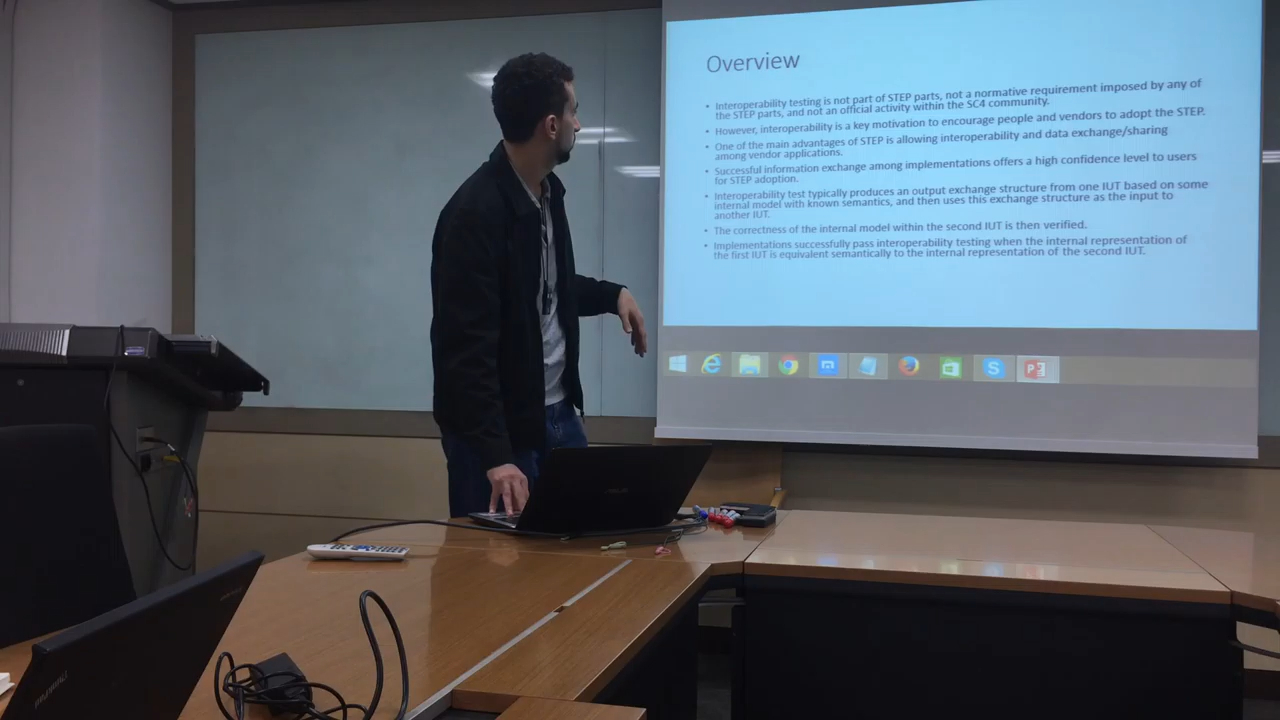 Overview
• Interoperability testing is not part of STEP parts, not a normative requirement imposed by any of
the STEP parts, and not an official activity within the SC4 community.
• However, interoperability is a key motivation to encourage people and vendors to adopt the STEP.
• One of the main advantages of STEP is allowing interoperability and data exchange/sharing
among vendor applications.
• Successful information exchange among implementations offers a high confidence level to users
for STEP adoption.
• Interoperability test typically produces an output exchange structure from one IUT based on some
internal model with known semantics, and then uses this exchange structure as the input to
another IUT.
• The correctness of the internal model within the second IUT is then verified.
• Implementations successfully pass interoperability testing when the internal representation of
the first IUT is equivalent semantically to the internal representation of the second IUT.
ThinkPad